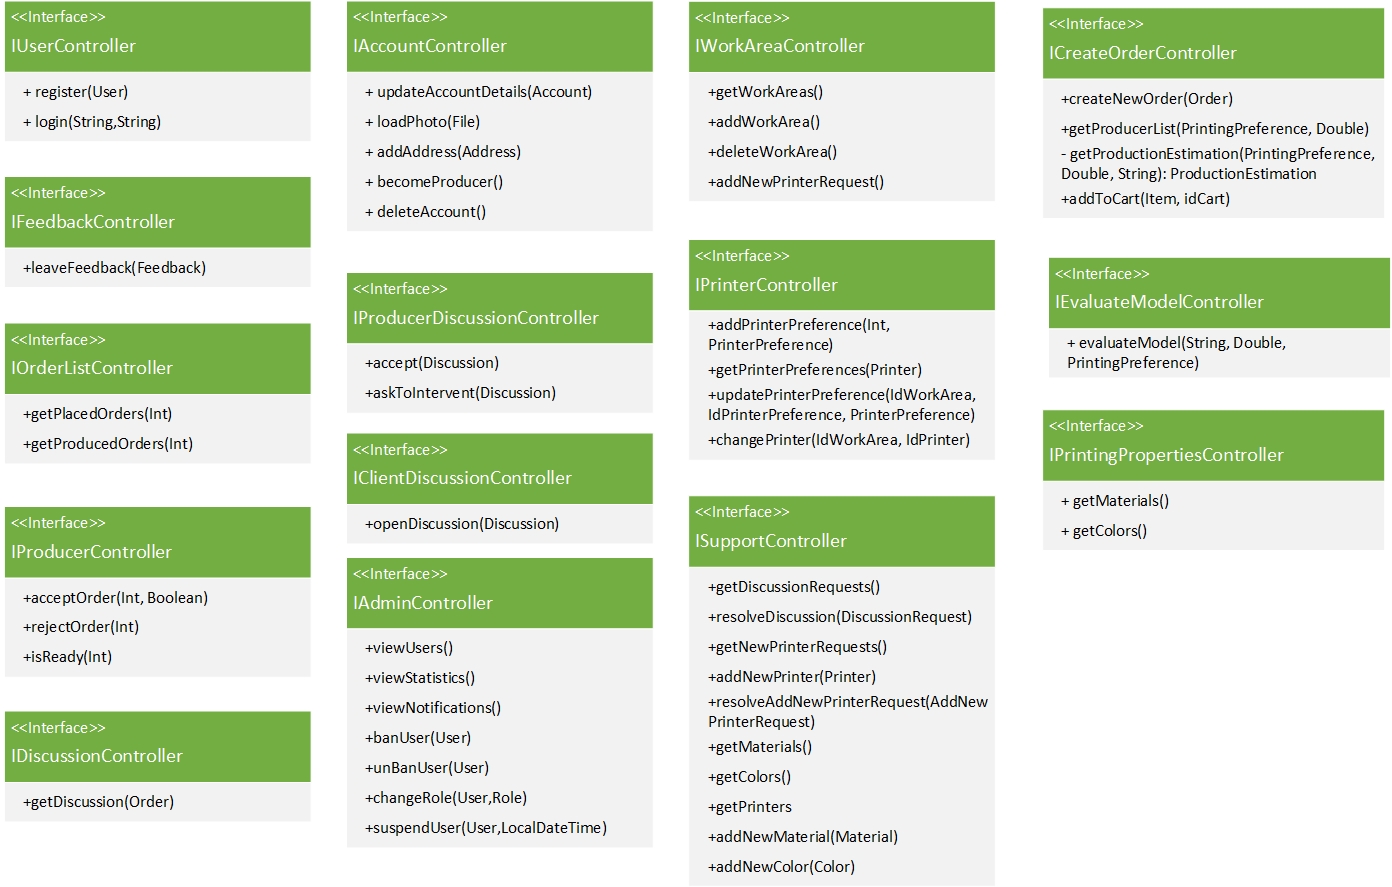 <<Interface>>
IUserController
+ register(User)
+ login(String,String)
<<Interface>>
IFeedbackController
+leaveFeedback(Feedback)
<<Interface>>
IOrderListController
+getPlacedOrders(Int)
+getProducedOrders(Int)
<<Interface>>
IProducerController
+acceptOrder(Int, Boolean)
+rejectOrder(Int)
+isReady(Int)
<<Interface>>
IDiscussionController
+getDiscussion(Order)
<<Interface>>
IAccountController
+ updateAccountDetails(Account)
+ loadPhoto(File)
+ addAddress(Address)
+ becomeProducer()
+ deleteAccount()
<<Interface>>
IProducerDiscussionController
+accept(Discussion)
+askToIntervent(Discussion)
<<Interface>>
IClientDiscussionController
+openDiscussion(Discussion)
<<Interface>>
IAdminController
+viewUsers()
+viewStatistics()
+viewNotifications()
+banUser(User)
+unBanUser(User)
+changeRole(User,Role)
+suspendUser(User,LocalDateTime)
<<Interface>>
IWorkAreaController
+getWorkAreas()
+addWorkArea()
+deleteWorkArea()
+addNewPrinterRequest()
<<Interface>>
IPrinterController
+addPrinterPreference(Int,
PrinterPreference)
+getPrinterPreferences(Printer)
+updatePrinterPreference(IdWorkArea,
IdPrinterPreference, PrinterPreference)
+changePrinter(IdWorkArea, IdPrinter)
<<Interface>>
ISupportController
+getDiscussionRequests()
+resolveDiscussion(DiscussionRequest)
+getNewPrinterRequests()
+addNewPrinter(Printer)
+resolveAddNewPrinterRequest(AddNew
PrinterRequest)
+getMaterials()
+getColors()
+getPrinters
+addNewMaterial(Material)
+addNewColor(Color)
<<Interface>>
ICreateOrderController
+createNewOrder(Order)
+getProducerList(PrintingPreference, Double)
- getProductionEstimation(PrintingPreference,
Double, String): ProductionEstimation
+addToCart(Item, idCart)
<<Interface>>
IEvaluateModelController
+ evaluateModel(String, Double,
PrintingPreference)
<<Interface>>
IPrintingPropertiesController
+ getMaterials()
+ getColors()